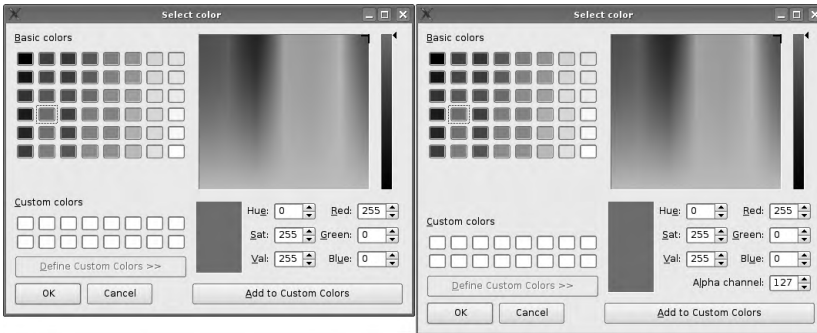 Select color
Basic colors
Custom colors
Define Custom Colors >>
OK Cancel
Hue: 0 Red: 255
Sat: 255 Green: 0
Val: 255 Blue: 0
Add to Custom Colors
Select color
Basic colors
Custom colors
Define Custom Colors >>
OK Cancel
Hue: 0 Red: 255
Sat: 255 Green: 0
Val: 255 Blue: 0
Alpha channel: 127
Add to Custom Colors